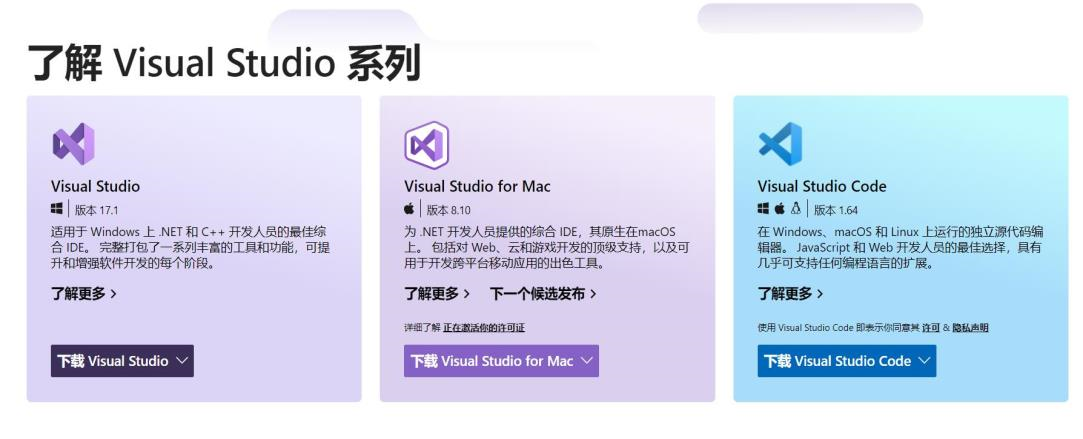 了解 Visual Studio 系列
Visual Studio
版本 17.1
适用于 Windows 上 .NET 和 C++ 开发人员的最佳综
合 IDE。 完整打包了一系列丰富的工具和功能，可提
升和增强软件开发的每个阶段。
了解更多
下载 Visual Studio
Visual Studio for Mac
版本 8.10
为 .NET 开发人员提供的综合 IDE，其原生在macOS
上。 包括对 Web、云和游戏开发的顶级支持，以及可
用于开发跨平台移动应用的出色工具。
了解更多 下一个候选发布
详细了解 正在激活你的许可证
下载 Visual Studio for Mac
Visual Studio Code
版本 1.64
在 Windows、macOS 和 Linux 上运行的独立源代码编
辑器。 JavaScript 和 Web 开发人员的最佳选择，具有
几乎可支持任何编程语言的扩展。
了解更多
使用 Visual Studio Code 即表示你同意其 许可 & 隐私声明
下载 Visual Studio Code